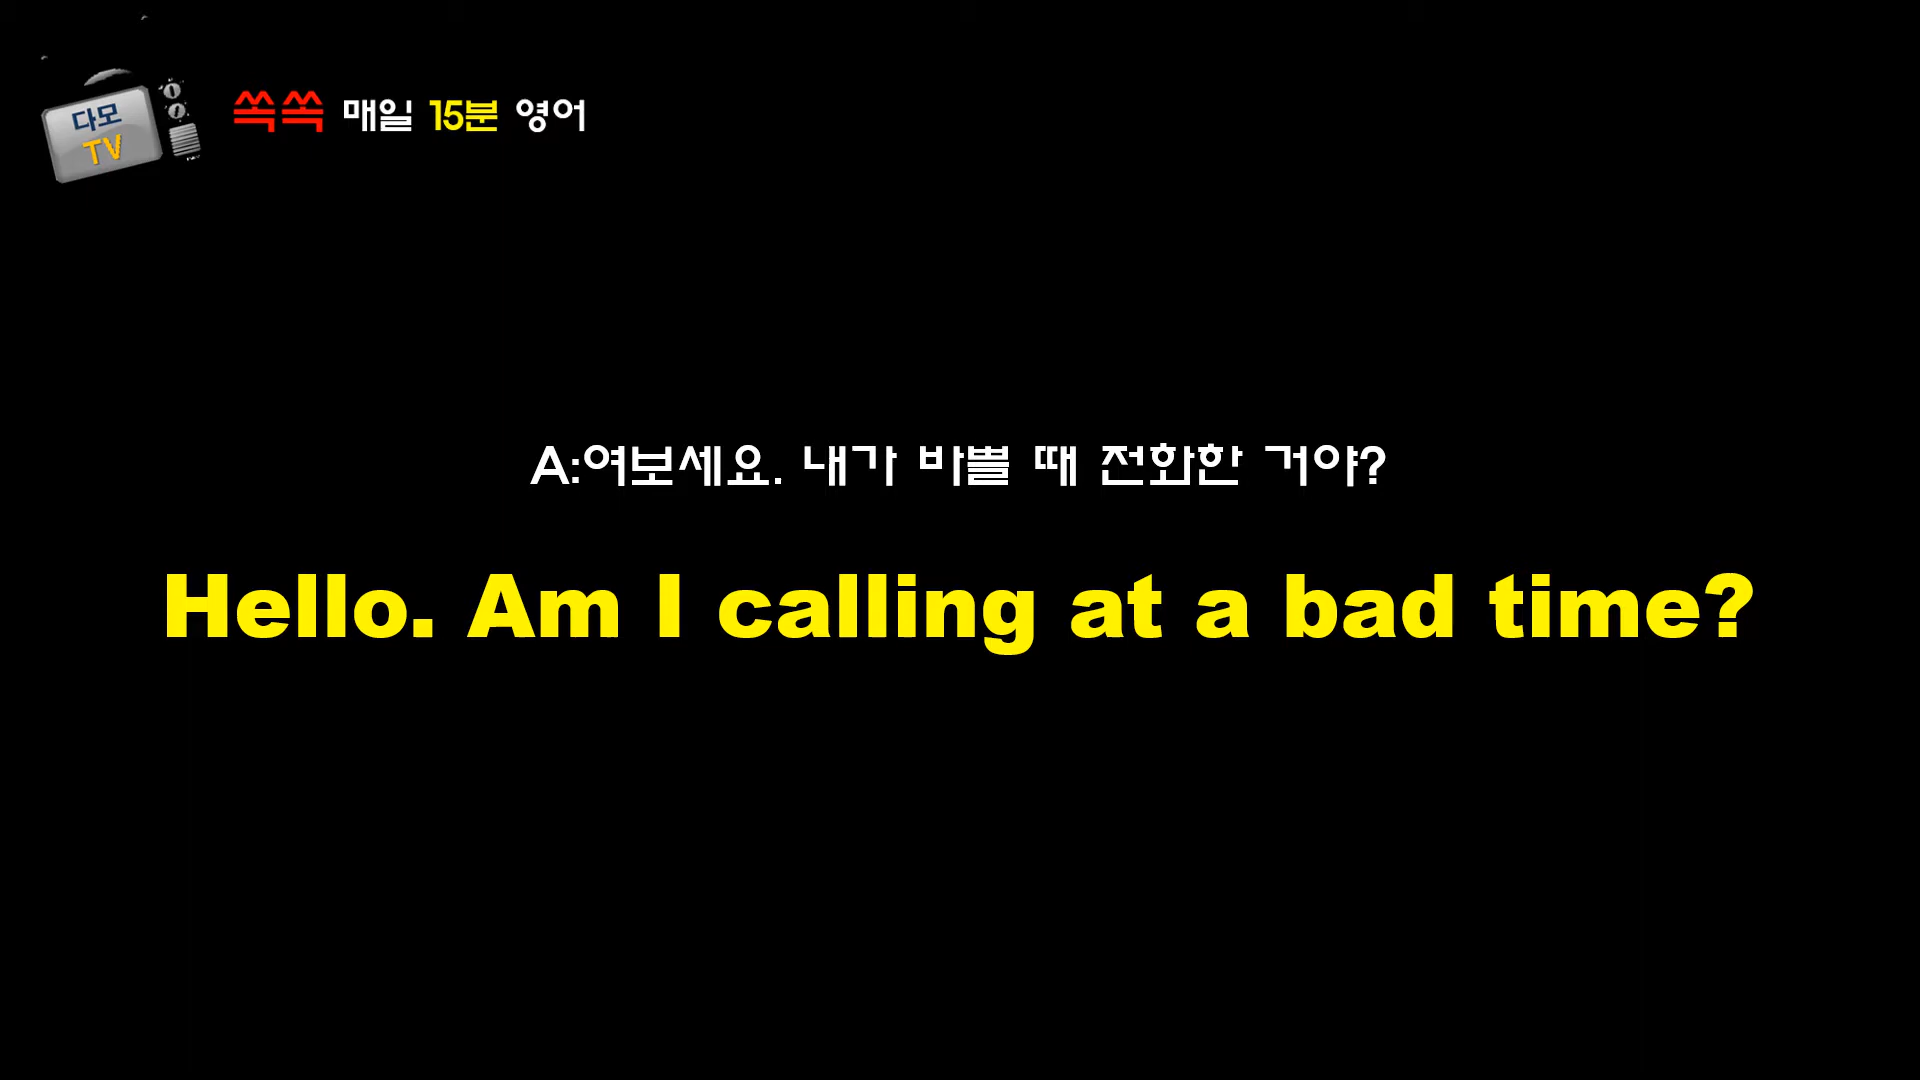 다모
TV
쏙쏙 매일 15분 영어
A:여보세요. 내가 바쁠 때 전화한 거야?
Hello. Am I calling at a bad time?